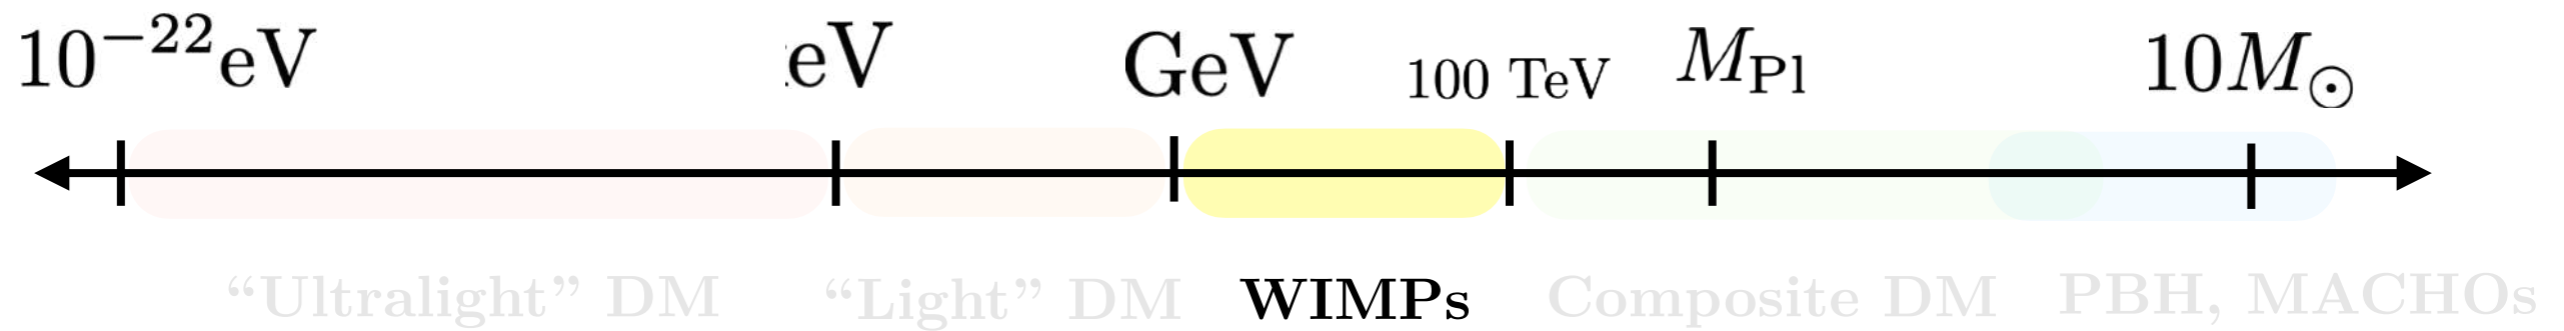 10⁻²²eV eV GeV 100 TeV M_Pl 10M_⊙
“Ultralight” DM “Light” DM WIMPs Composite DM PBH, MACHOs